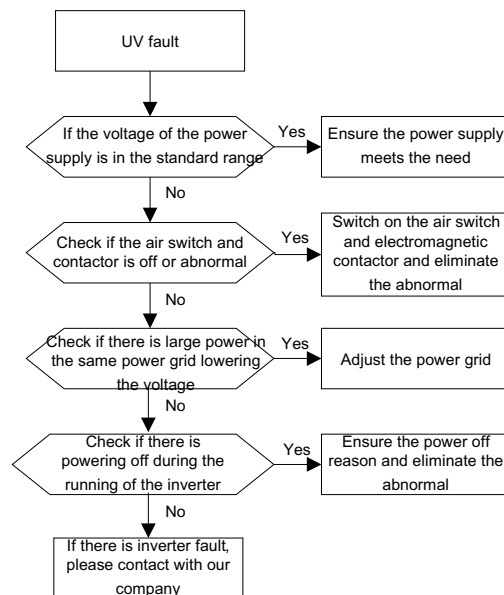 UV fault
If the voltage of the power
supply is in the standard range
Yes
Ensure the power supply
meets the need
No
Check if the air switch and
contactor is off or abnormal
Yes
Switch on the air switch
and electromagnetic
contactor and eliminate
the abnormal
No
Check if there is large power in
the same power grid lowering
the voltage
Yes
Adjust the power grid
No
Check if there is
powering off during the
running of the inverter
Yes
Ensure the power off
reason and eliminate the
abnormal
No
If there is inverter fault,
please contact with our
company